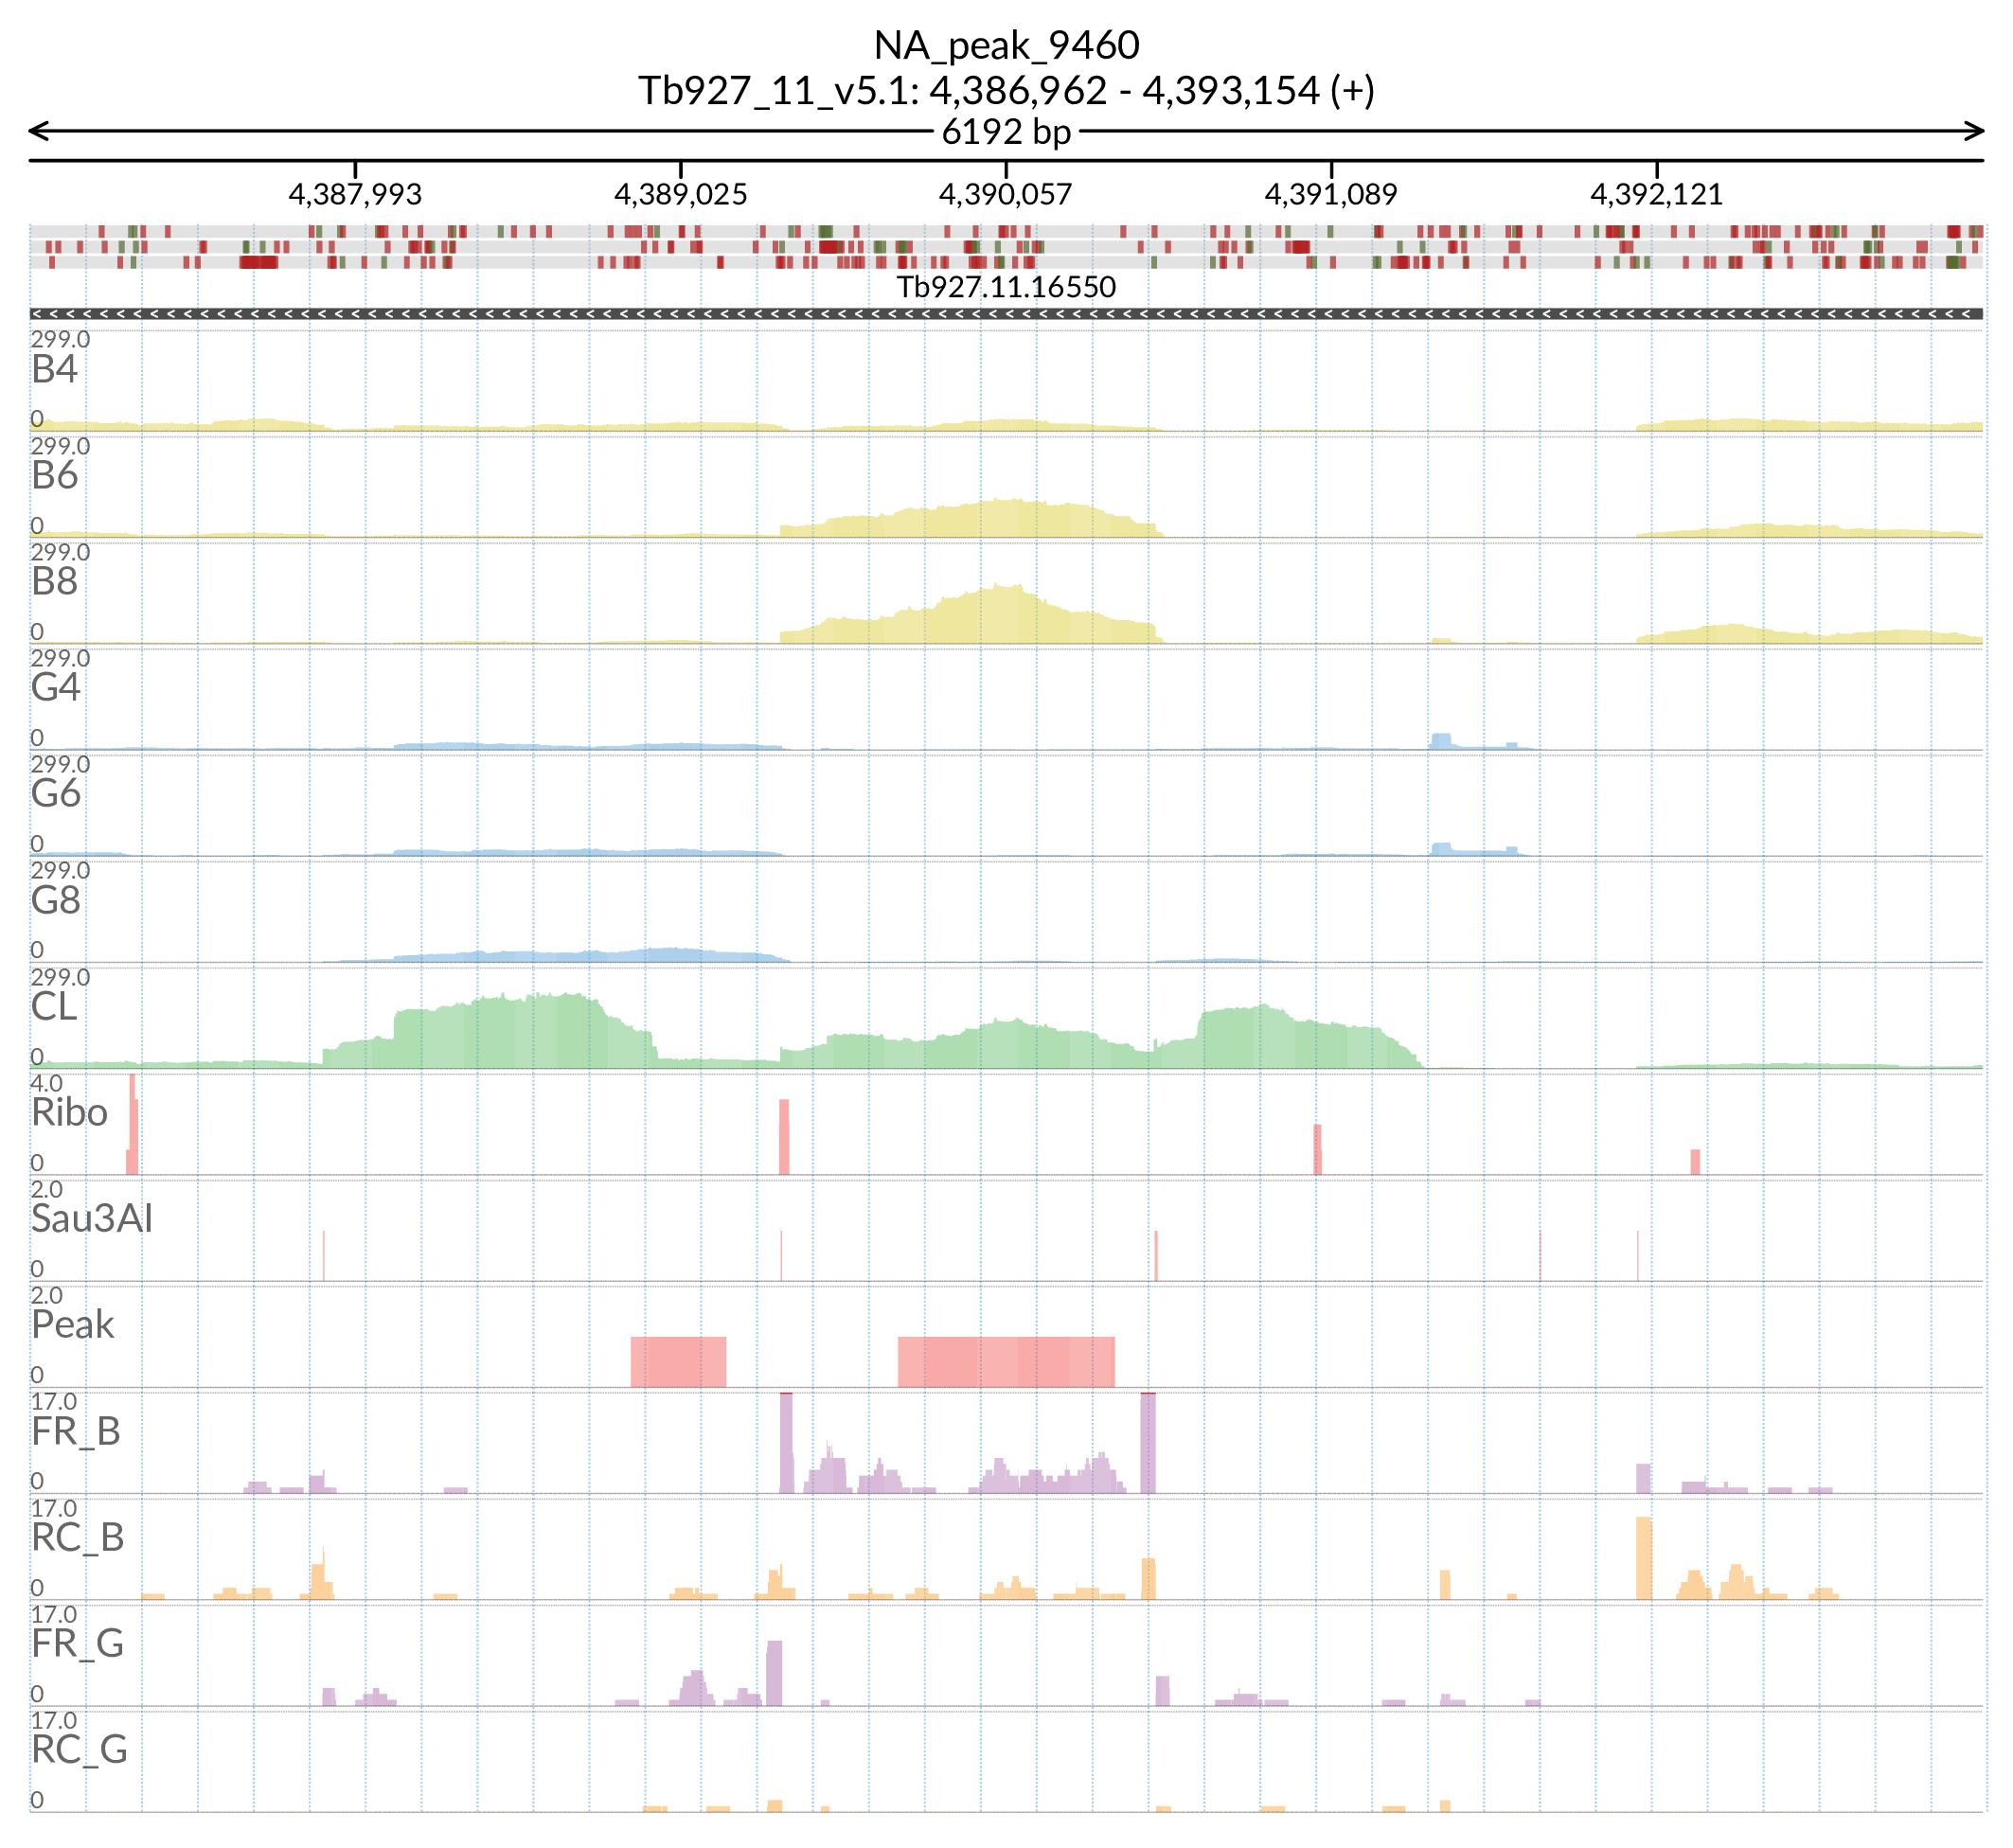 NA_peak_9460
Tb927_11_v5.1: 4,386,962 - 4,393,154 (+)
6192 bp
4,387,993 4,389,025 4,390,057 4,391,089 4,392,121
Tb927.11.16550
299.0
B4
0
299.0
B6
0
299.0
B8
0
299.0
G4
0
299.0
G6
0
299.0
G8
0
299.0
CL
0
4.0
Ribo
0
2.0
Sau3AI
0
2.0
Peak
0
17.0
FR_B
0
17.0
RC_B
0
17.0
FR_G
0
17.0
RC_G
0